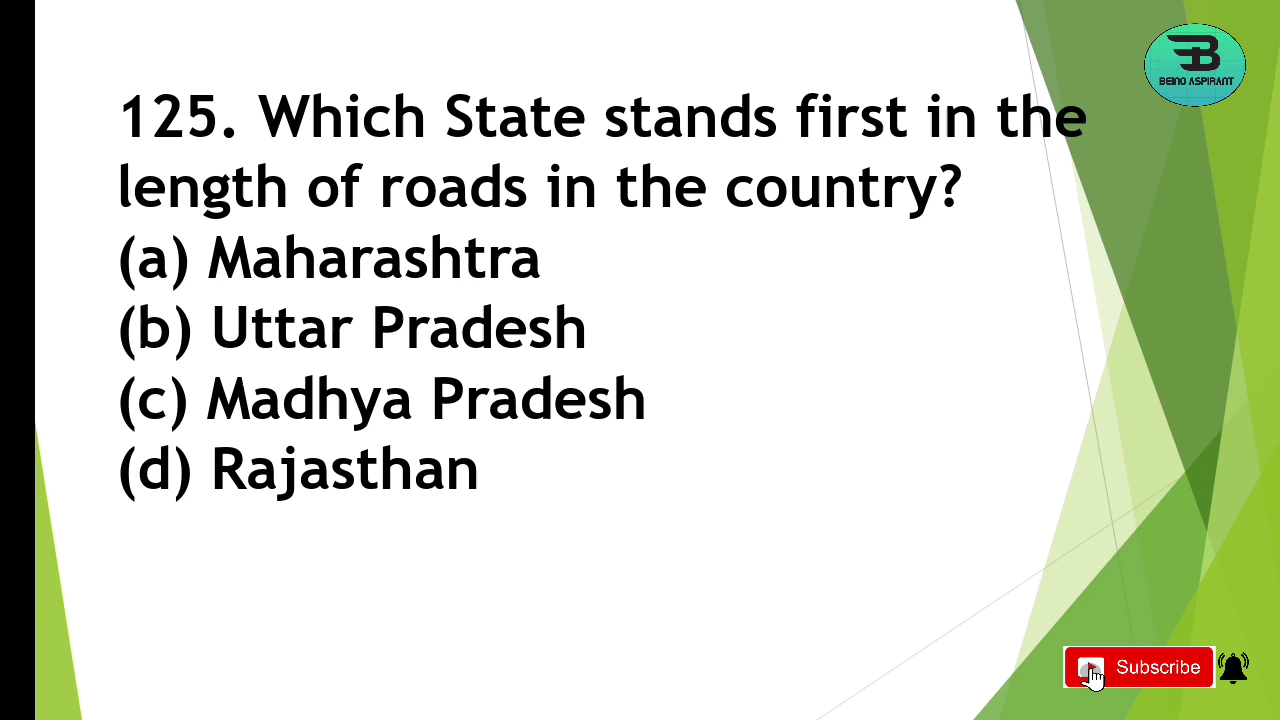 BEING ASPIRANT
125. Which State stands first in the
length of roads in the country?
(a) Maharashtra
(b) Uttar Pradesh
(c) Madhya Pradesh
(d) Rajasthan
Subscribe